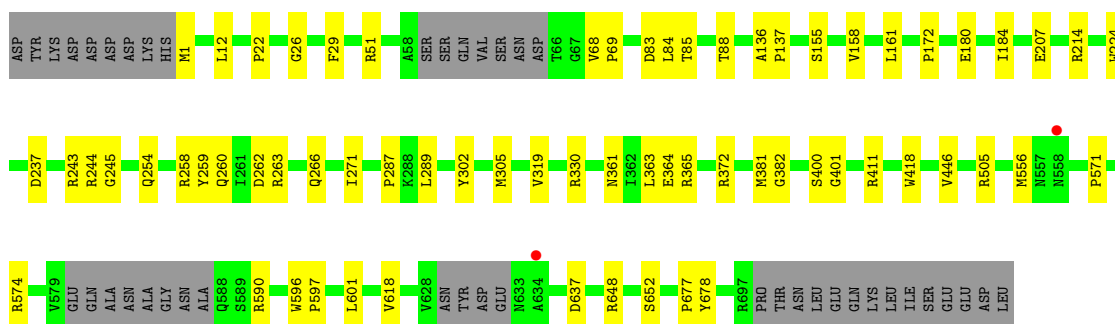 ASP TYR LYS ASP ASP ASP ASP LYS HIS M1 L12 P22 G26 F29 R51 A58 SER SER GLN VAL SER ASN ASP T66 G67 V68 P69 D83 L84 T85 T88 A136 P137 S155 V158 L161 P172 E180 I184 E207 R214
D237 R243 R244 G245 Q254 R258 Y259 Q260 I261 D262 R263 Q266 I271 P287 K288 L289 Y302 M305 V319 R330 N361 I362 L363 E364 R365 R372 M381 G382 S400 G401 R411 W418 V446 R505 M556 N557 N558 P571
R574 V579 GLU GLN ALA ASN ALA GLY ASN ALA Q588 S589 R590 W596 P597 L601 V618 V628 ASN TYR ASP GLU N633 A634 D637 R648 S652 P677 Y678 R697 PRO THR ASN LEU GLU GLN LYS LEU ILE SER GLU GLU ASP LEU